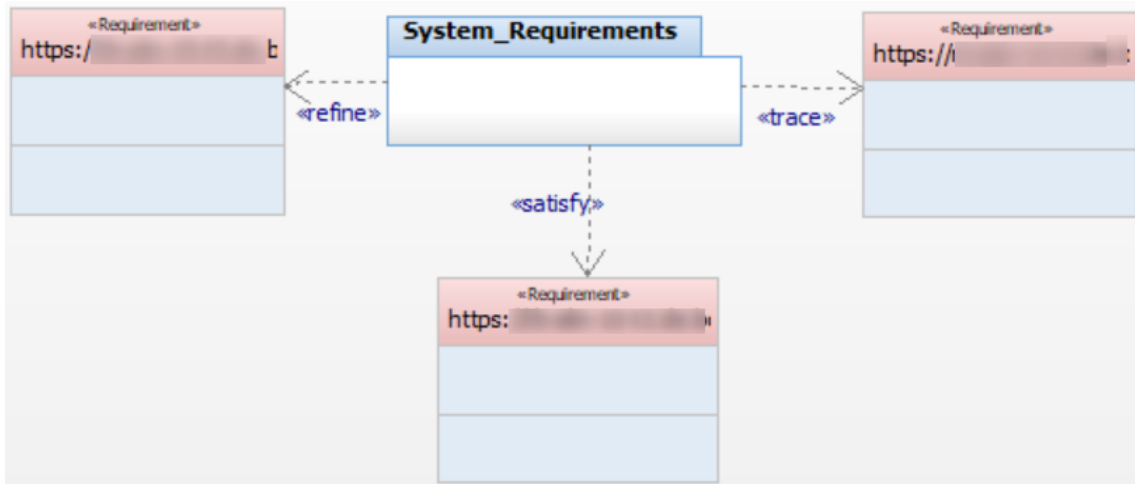 «Requirement»
https:/
System_Requirements
«Requirement»
https://
«refine»
«trace»
«satisfy»
«Requirement»
https: